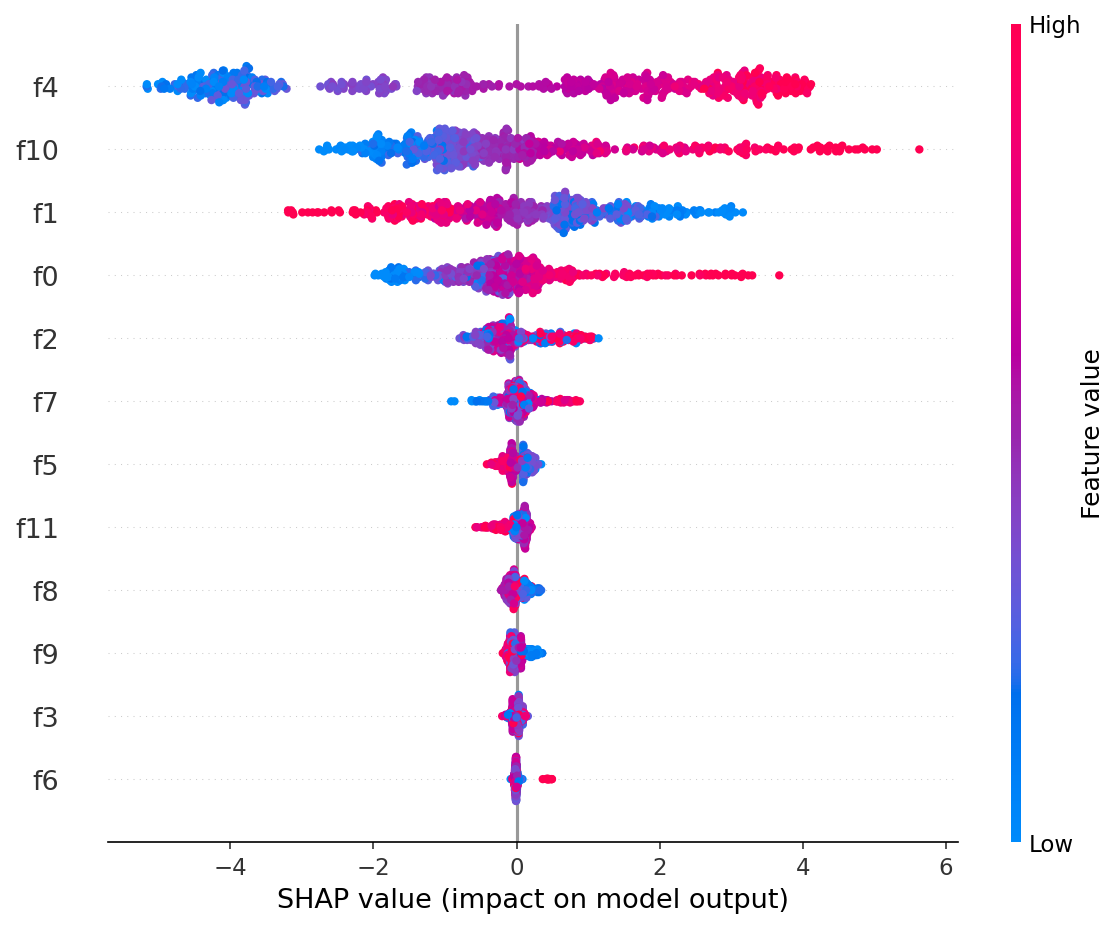 High
f4
f10
f1
f0
f2
f7
f5
f11
f8
f9
f3
f6
Feature value
Low
−4 −2 0 2 4 6
SHAP value (impact on model output)